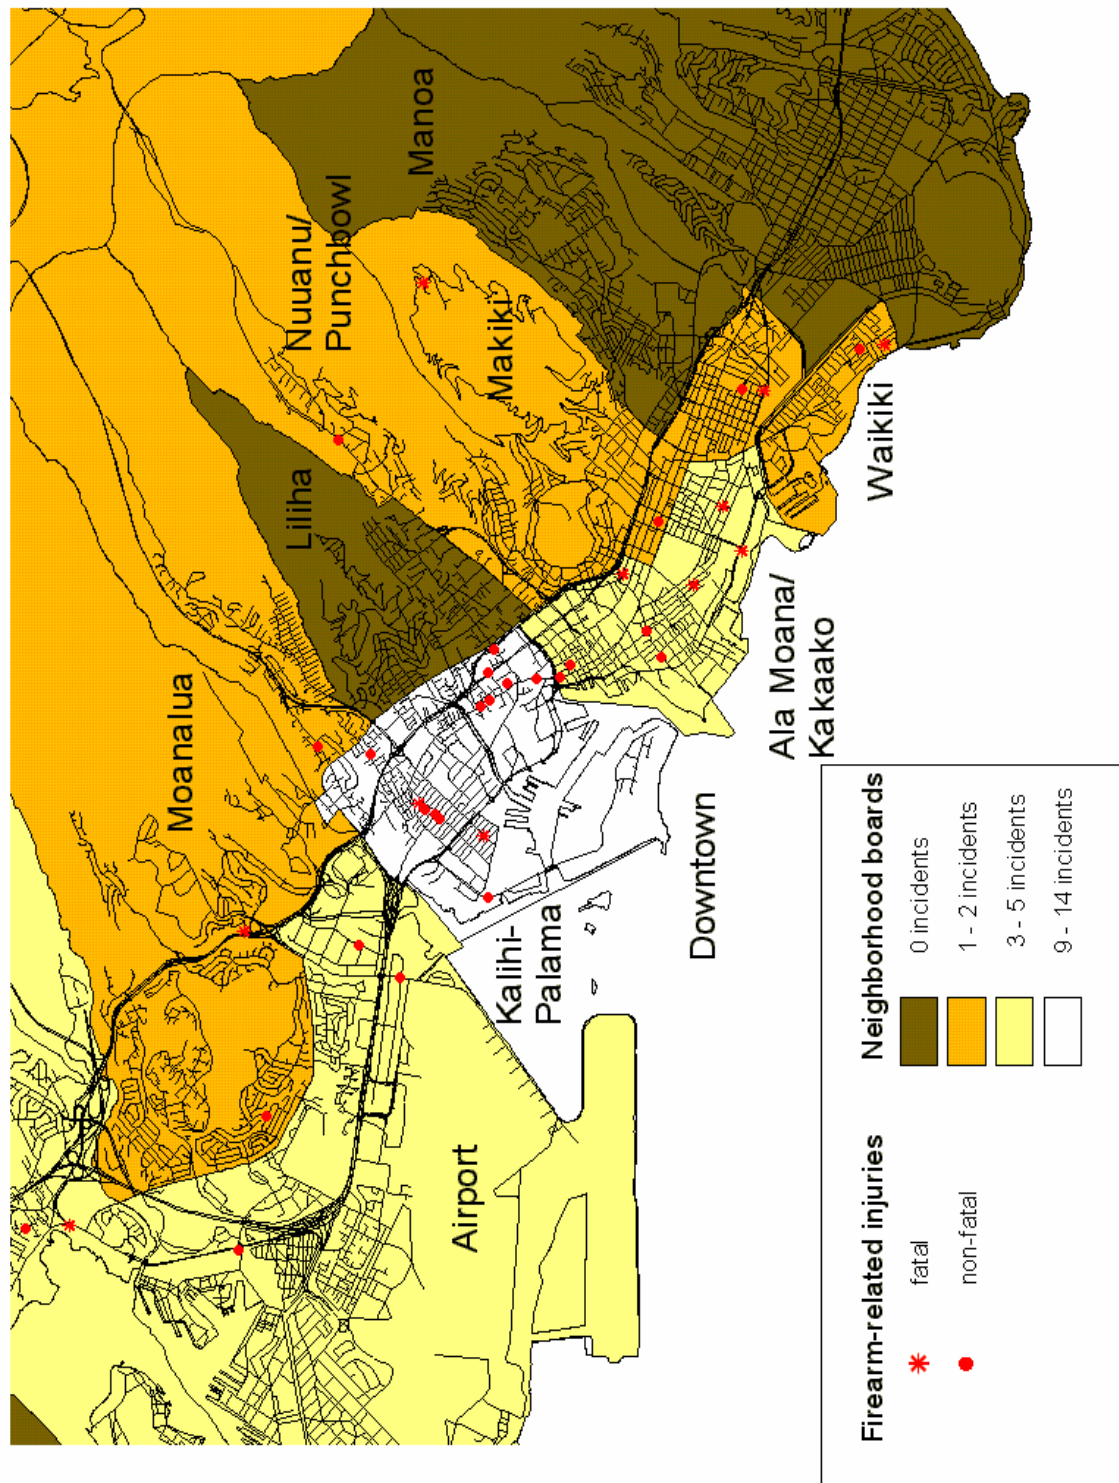 Moanalua
Liliha
Nuuanu/
Punchbowl
Manoa
Makiki
Airport
Kalihi-
Palama
Downtown
Ala Moana/
Kakaako
Waikiki
Firearm-related injuries
fatal
non-fatal
Neighborhood boards
0 incidents
1 - 2 incidents
3 - 5 incidents
9 - 14 incidents